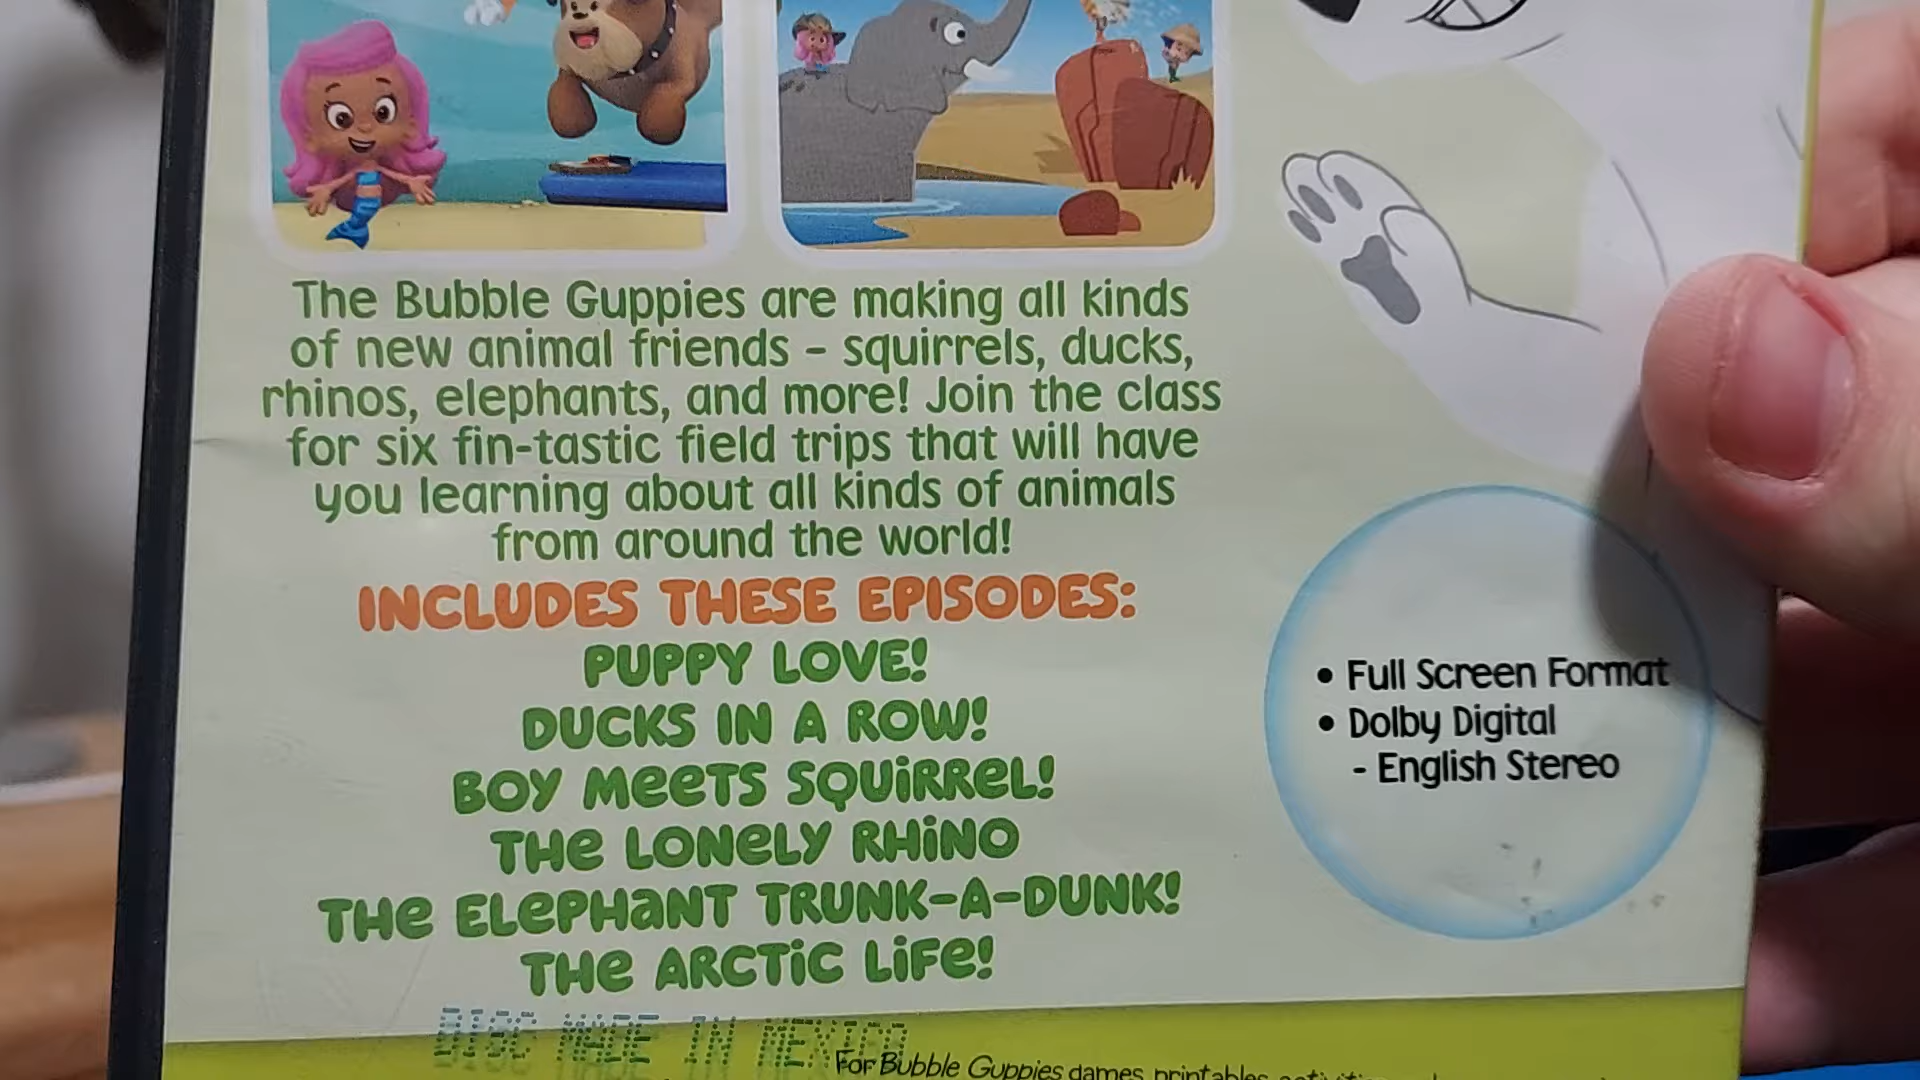 The Bubble Guppies are making all kinds
of new animal friends – squirrels, ducks,
rhinos, elephants, and more! Join the class
for six fin-tastic field trips that will have
you learning about all kinds of animals
from around the world!
INCLUDES THESE EPISODES:
PUPPY LOVE!
DUCKS IN A ROW!
BOY MeeTS SQUiRReL!
THe LONeLY RHiNO
THe ELePHaNT TRUNK-A-DUNK!
THe ARCTiC LiFe!
• Full Screen Format
• Dolby Digital
- English Stereo
DISC MADE IN MEXICO
For Bubble Guppies games, printables,